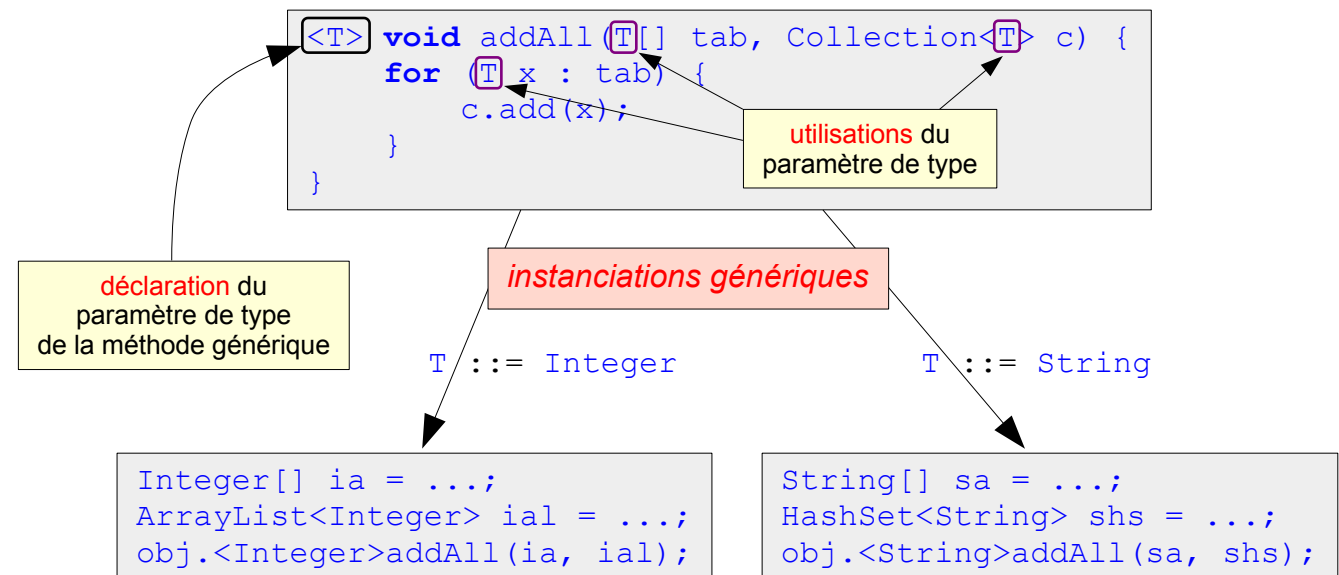 <T> void addAll(T[] tab, Collection<T> c) {
for (T x : tab) {
c.add(x);
}
}
utilisations du
paramètre de type
déclaration du
paramètre de type
de la méthode générique
instanciations génériques
T ::= Integer
T ::= String
Integer[] ia = ...;
ArrayList<Integer> ial = ...;
obj.<Integer>addAll(ia, ial);
String[] sa = ...;
HashSet<String> shs = ...;
obj.<String>addAll(sa, shs);